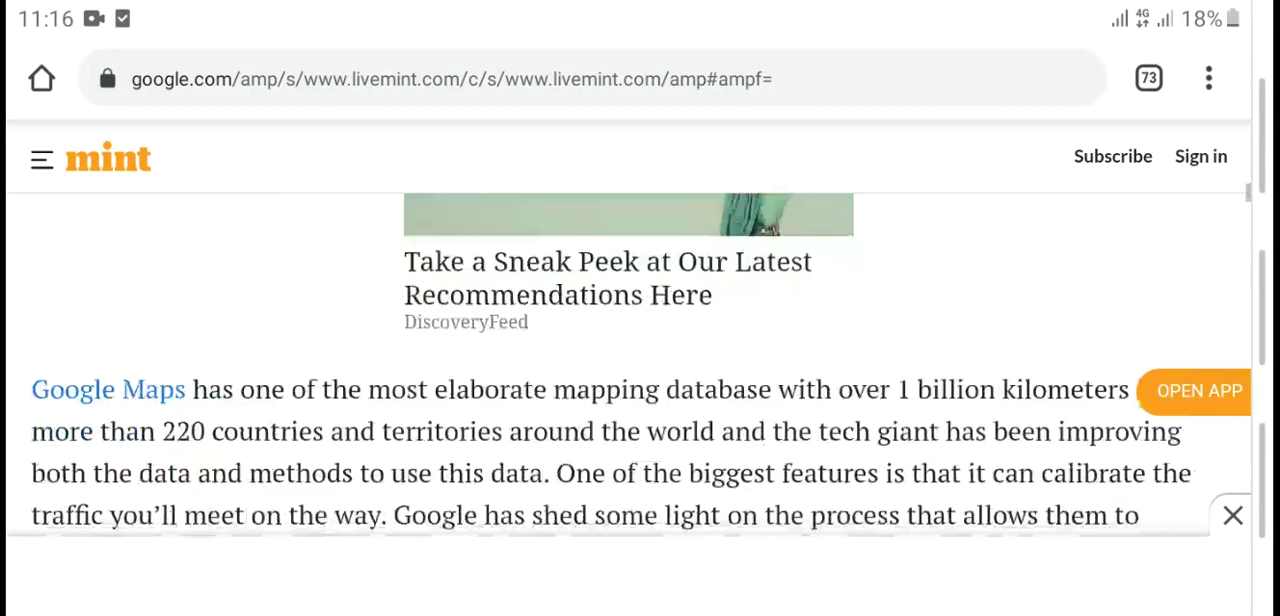 11:16 4G 18%
google.com/amp/s/www.livemint.com/c/s/www.livemint.com/amp#ampf= 73
mint Subscribe Sign in
Take a Sneak Peek at Our Latest
Recommendations Here
DiscoveryFeed
Google Maps has one of the most elaborate mapping database with over 1 billion kilometers
OPEN APP
more than 220 countries and territories around the world and the tech giant has been improving
both the data and methods to use this data. One of the biggest features is that it can calibrate the
traffic you’ll meet on the way. Google has shed some light on the process that allows them to